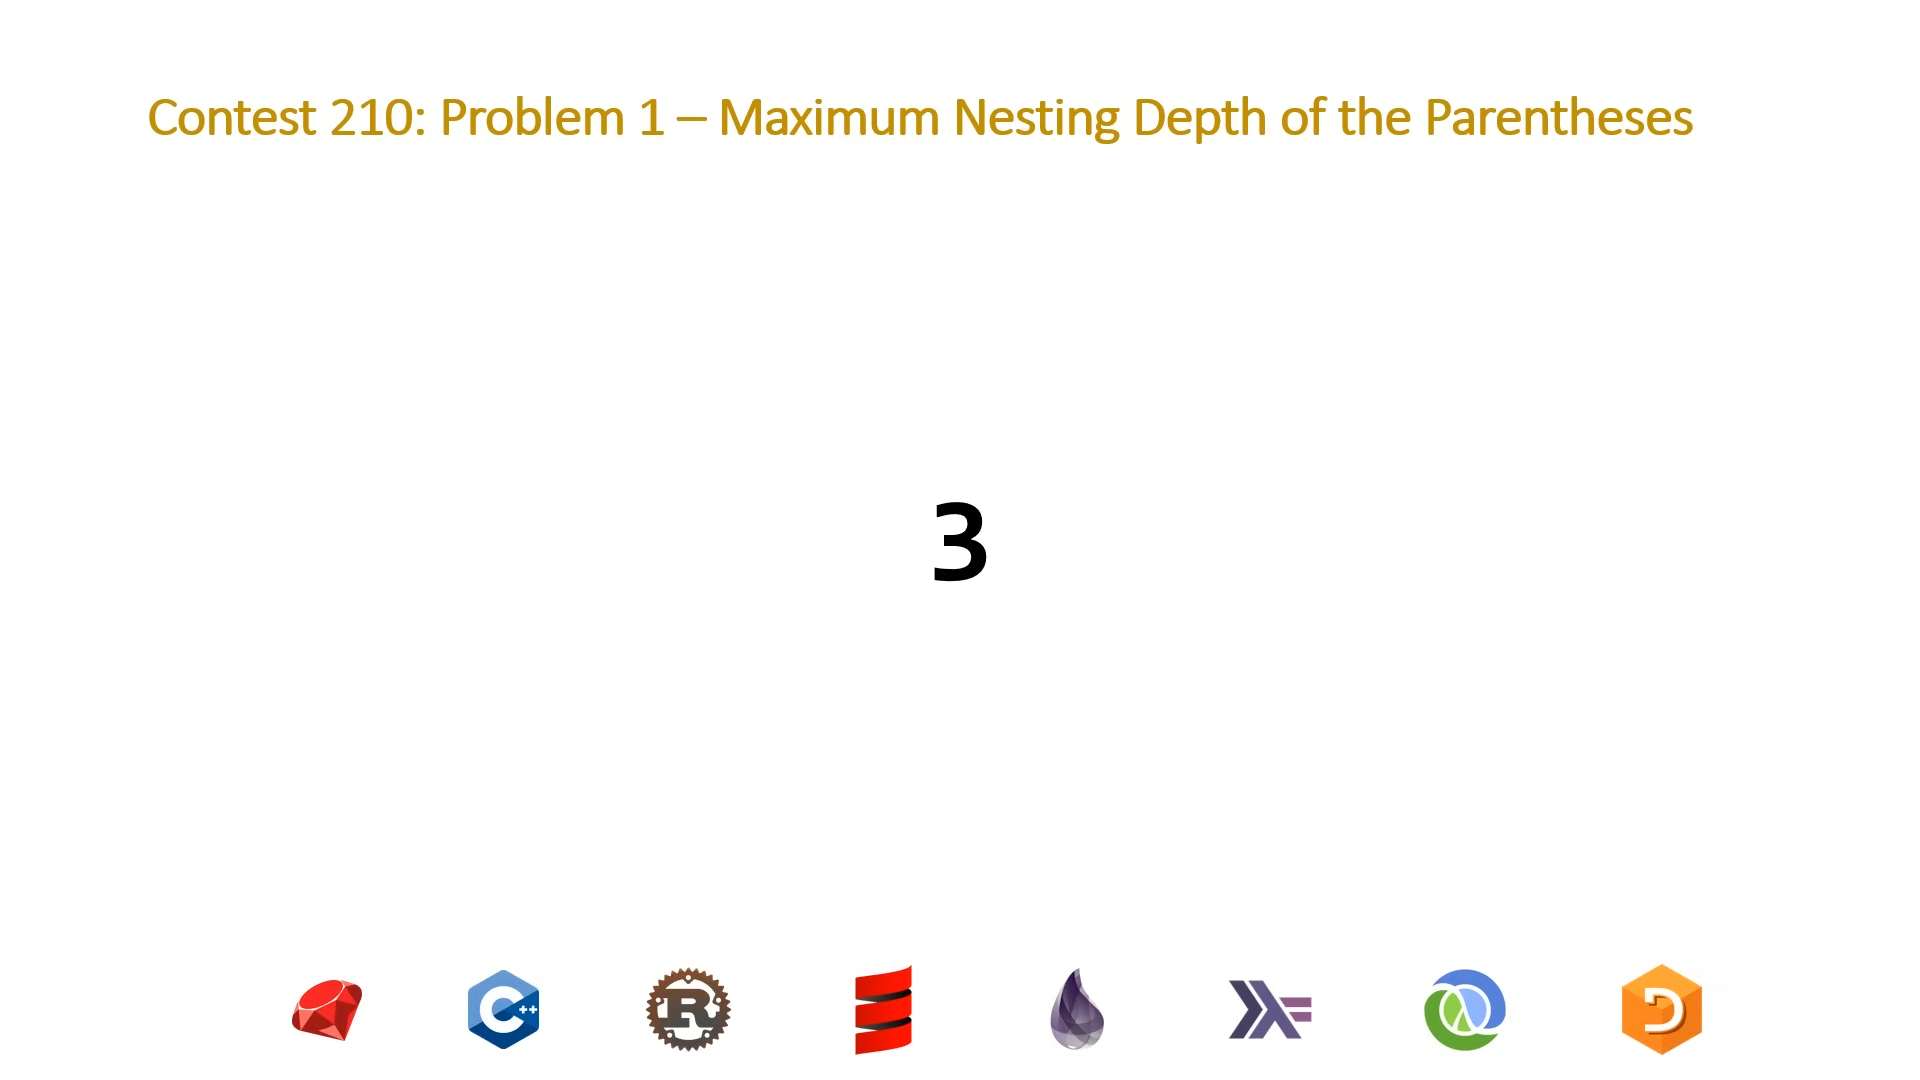 Contest 210: Problem 1 – Maximum Nesting Depth of the Parentheses
3
C++
R
D